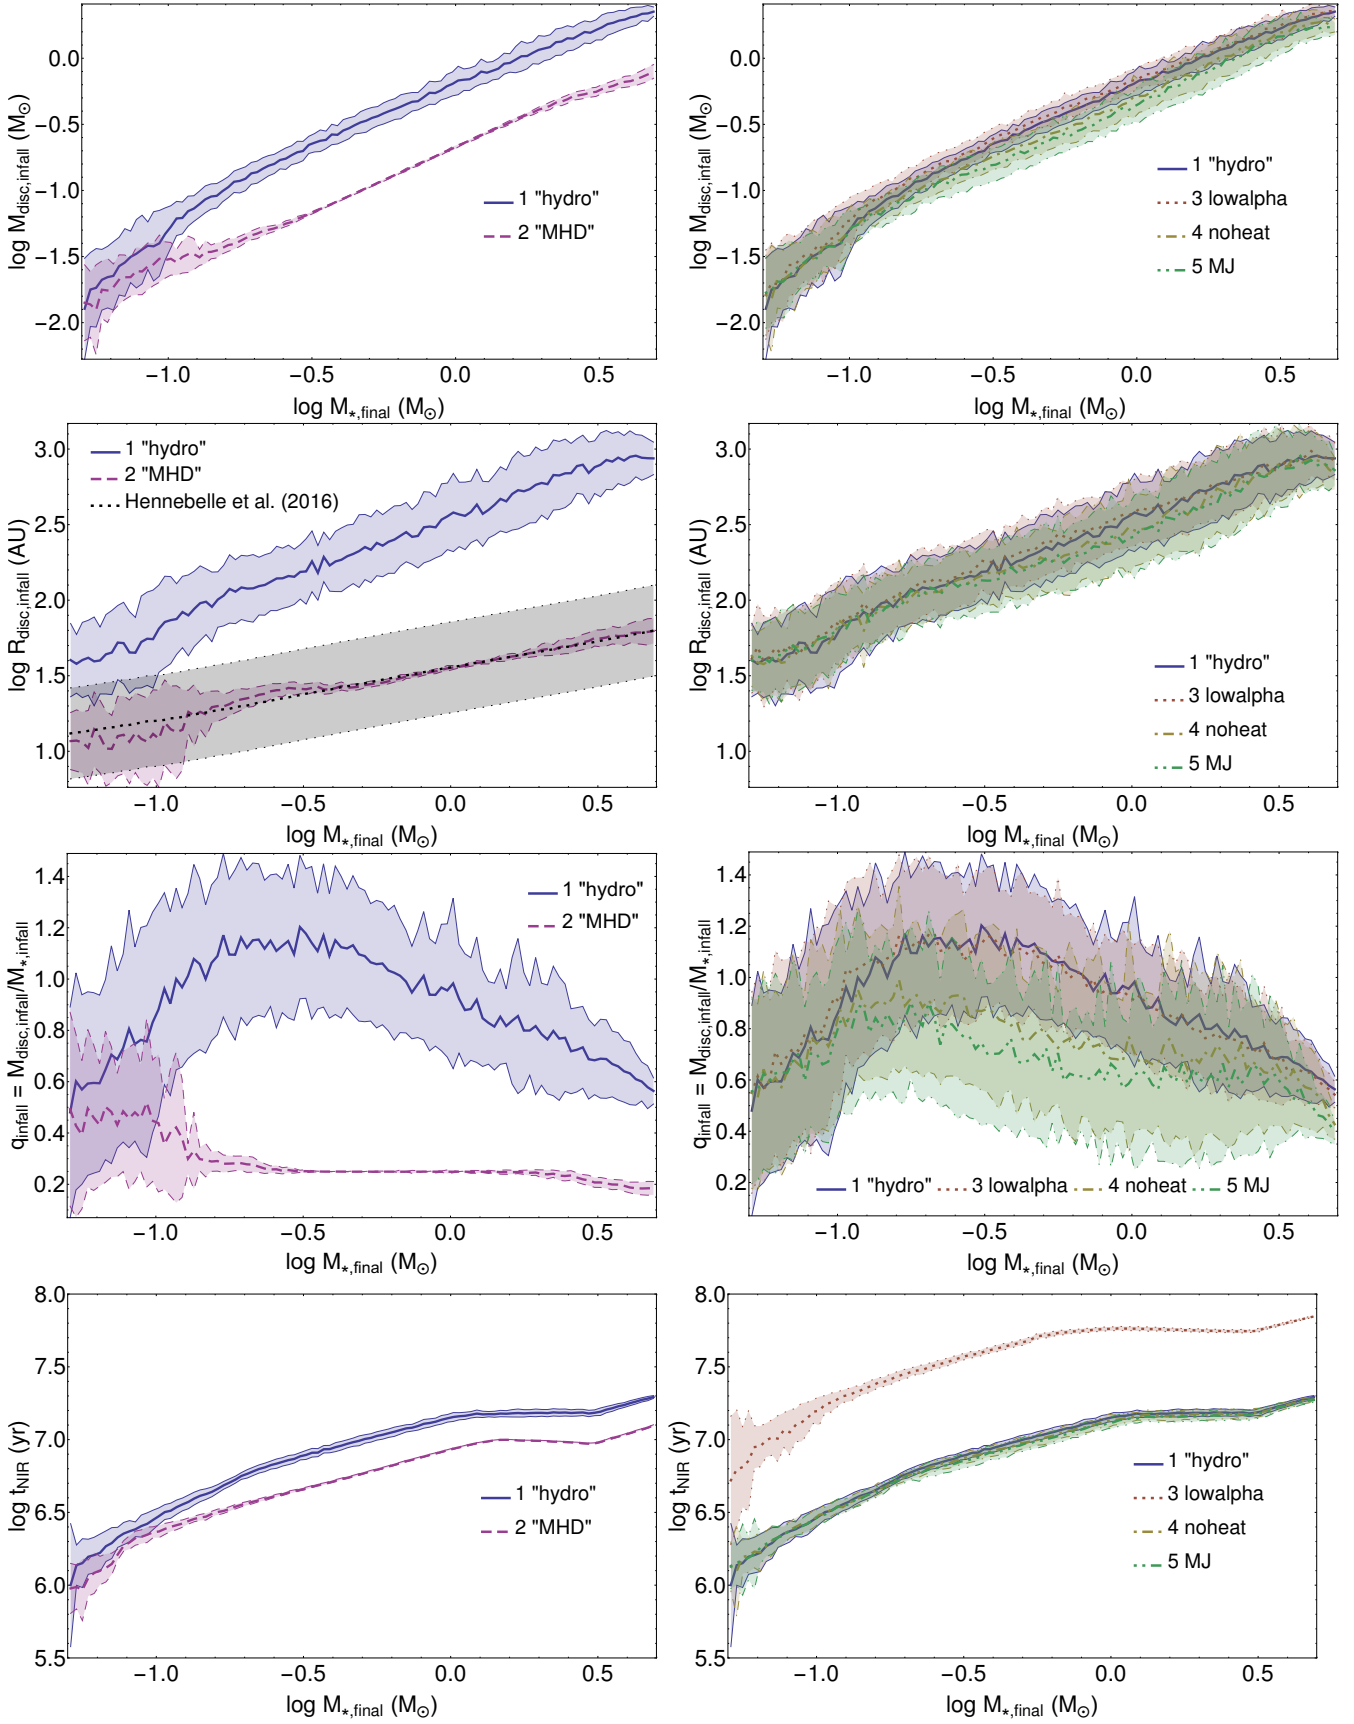 log M_disc,infall (M_⊙)
0.0
−0.5
−1.0
−1.5
−2.0
1 "hydro"
2 "MHD"
−1.0 −0.5 0.0 0.5
log M_*,final (M_⊙)
log M_disc,infall (M_⊙)
0.0
−0.5
−1.0
−1.5
−2.0
1 "hydro"
3 lowalpha
4 noheat
5 MJ
−1.0 −0.5 0.0 0.5
log M_*,final (M_⊙)
log R_disc,infall (AU)
3.0
2.5
2.0
1.5
1.0
1 "hydro"
2 "MHD"
Hennebelle et al. (2016)
−1.0 −0.5 0.0 0.5
log M_*,final (M_⊙)
log R_disc,infall (AU)
3.0
2.5
2.0
1.5
1.0
1 "hydro"
3 lowalpha
4 noheat
5 MJ
−1.0 −0.5 0.0 0.5
log M_*,final (M_⊙)
q_infall = M_disc,infall/M_*,infall
1.4
1.2
1.0
0.8
0.6
0.4
0.2
1 "hydro"
2 "MHD"
−1.0 −0.5 0.0 0.5
log M_*,final (M_⊙)
q_infall = M_disc,infall/M_*,infall
1.4
1.2
1.0
0.8
0.6
0.4
0.2
1 "hydro" 3 lowalpha 4 noheat 5 MJ
−1.0 −0.5 0.0 0.5
log M_*,final (M_⊙)
log t_NIR (yr)
8.0
7.5
7.0
6.5
6.0
5.5
1 "hydro"
2 "MHD"
−1.0 −0.5 0.0 0.5
log M_*,final (M_⊙)
log t_NIR (yr)
8.0
7.5
7.0
6.5
6.0
5.5
1 "hydro"
3 lowalpha
4 noheat
5 MJ
−1.0 −0.5 0.0 0.5
log M_*,final (M_⊙)